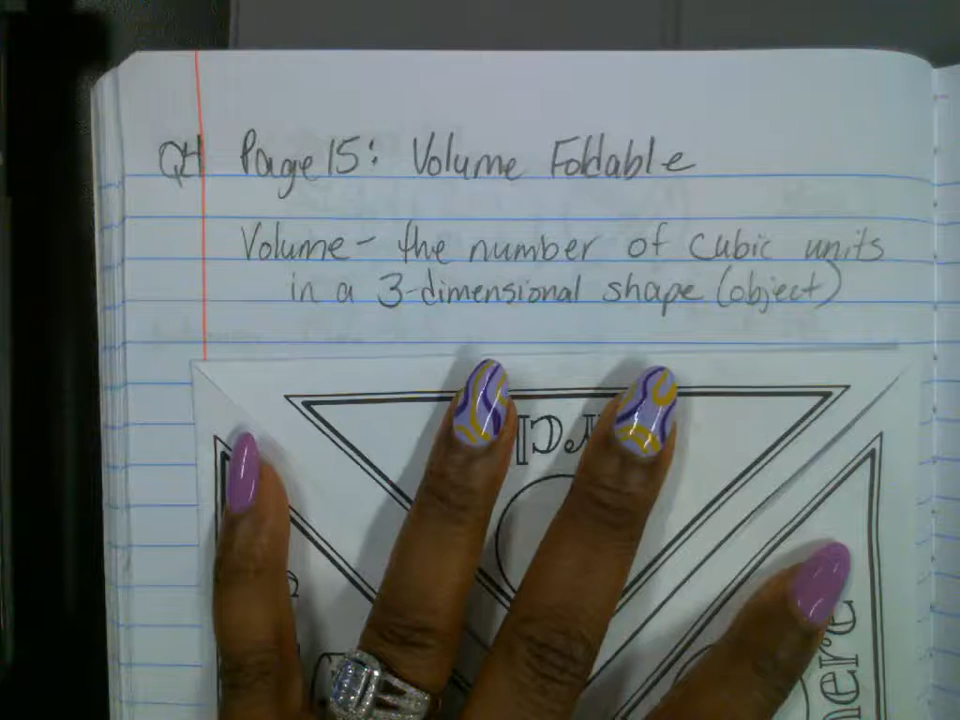 Q4 Page 15: Volume Foldable
Volume - the number of cubic units
in a 3-dimensional shape (object)